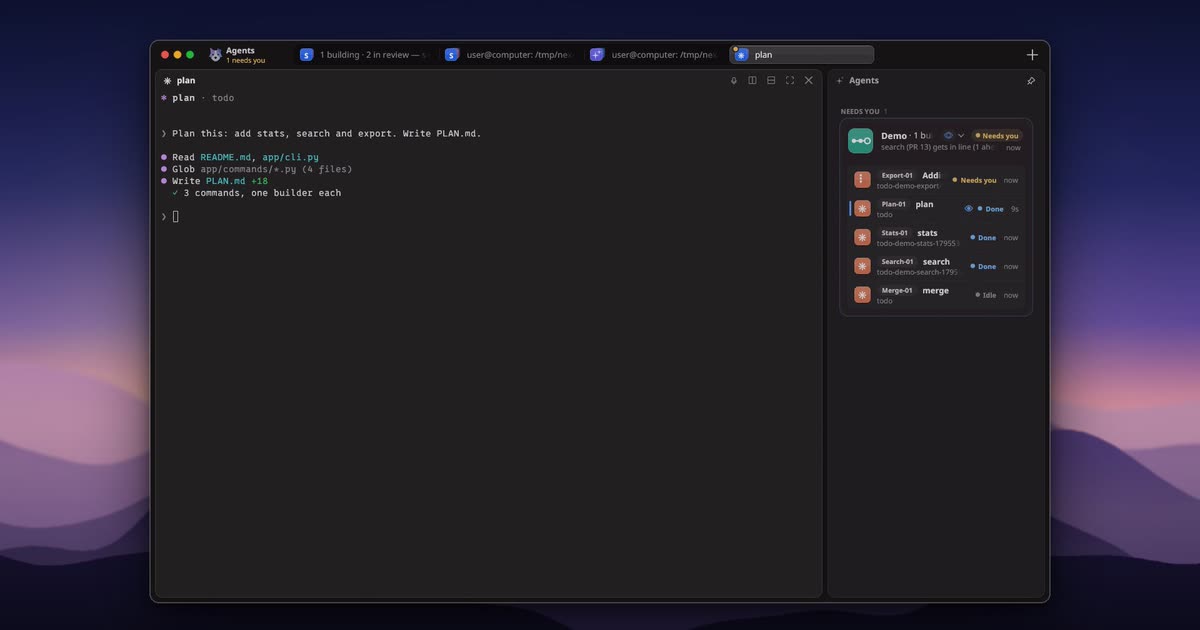 Agents
1 needs you
1 building · 2 in review —
user@computer: /tmp/ne
user@computer: /tmp/ne
plan
plan
plan · todo
❯ Plan this: add stats, search and export. Write PLAN.md.
● Read README.md, app/cli.py
● Glob app/commands/*.py (4 files)
● Write PLAN.md +18
✓ 3 commands, one builder each
❯
Agents
NEEDS YOU 1
Demo · 1 bu
Needs you
search (PR 13) gets in line (1 ah
now
Export-01 Addi
Needs you now
todo-demo-export
Plan-01 plan
Done 9s
todo
Stats-01 stats
Done now
todo-demo-stats-17955
Search-01 search
Done now
todo-demo-search-1795
Merge-01 merge
Idle now
todo